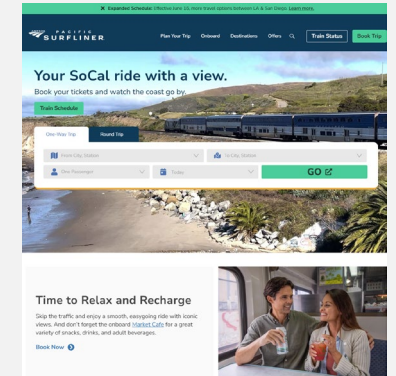 Expanded Schedule: Effective June 10, more travel options between LA & San Diego. Learn more.
PACIFIC
SURFLINER
Plan Your Trip
Onboard
Destinations
Offers
Train Status
Book Trip
Your SoCal ride with a view.
Book your tickets and watch the coast go by.
Train Schedule
One-Way Trip
Round Trip
From City, Station
To City, Station
One Passenger
Today
GO
Time to Relax and Recharge
Skip the traffic and enjoy a smooth, easygoing ride with iconic
views. And don't forget the onboard Market Cafe for a great
variety of snacks, drinks, and adult beverages.
Book Now